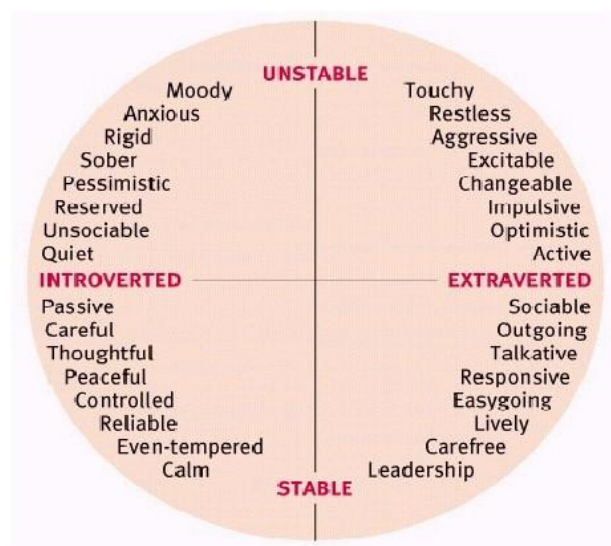 UNSTABLE
Moody Touchy
Anxious Restless
Rigid Aggressive
Sober Excitable
Pessimistic Changeable
Reserved Impulsive
Unsociable Optimistic
Quiet Active
INTROVERTED EXTRAVERTED
Passive Sociable
Careful Outgoing
Thoughtful Talkative
Peaceful Responsive
Controlled Easygoing
Reliable Lively
Even-tempered Carefree
Calm Leadership
STABLE